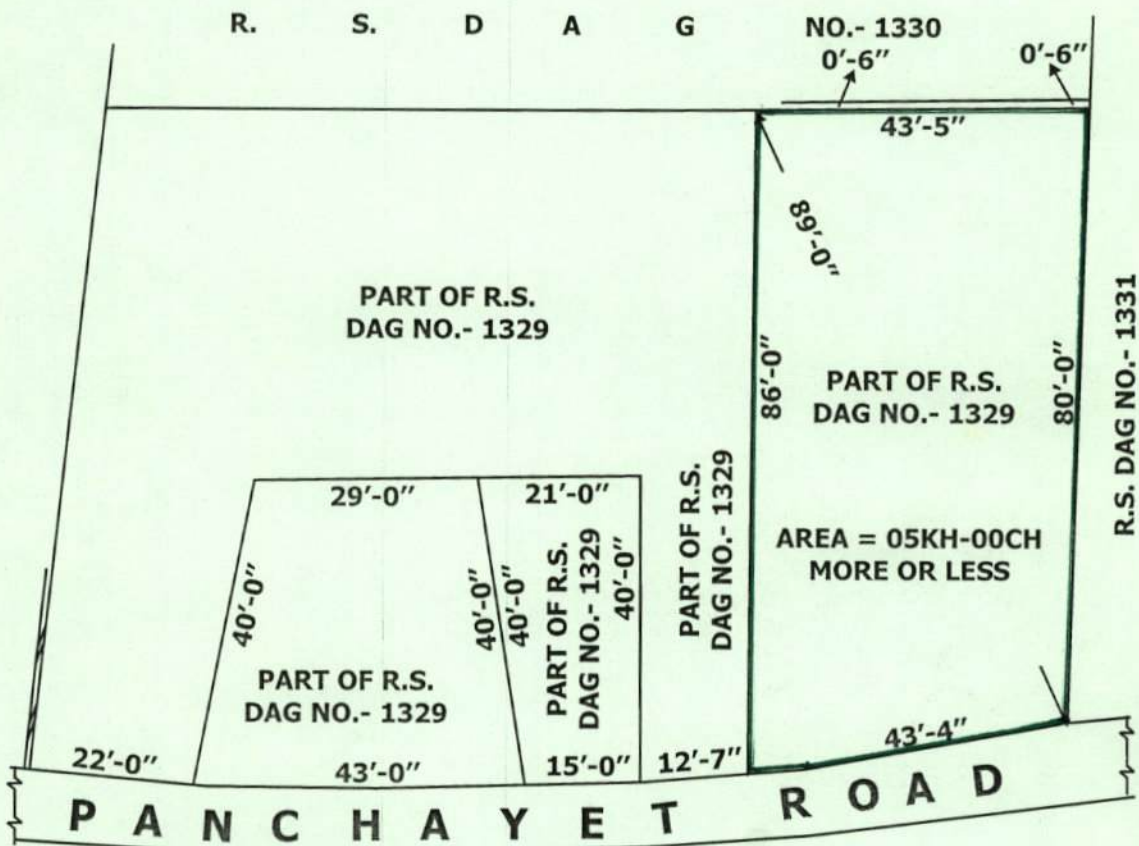 R. S. D A G NO.- 1330
0'-6" 0'-6"
43'-5"
89'-0"
PART OF R.S.
DAG NO.- 1329
86'-0"
PART OF R.S.
DAG NO.- 1329
80'-0"
R.S. DAG NO.- 1331
AREA = 05KH-00CH
MORE OR LESS
29'-0"
21'-0"
40'-0"
40'-0"
40'-0"
PART OF R.S.
DAG NO.- 1329
40'-0"
PART OF R.S.
DAG NO.- 1329
PART OF R.S.
DAG NO.- 1329
22'-0"
43'-0"
15'-0"
12'-7"
43'-4"
PANCHAYET ROAD